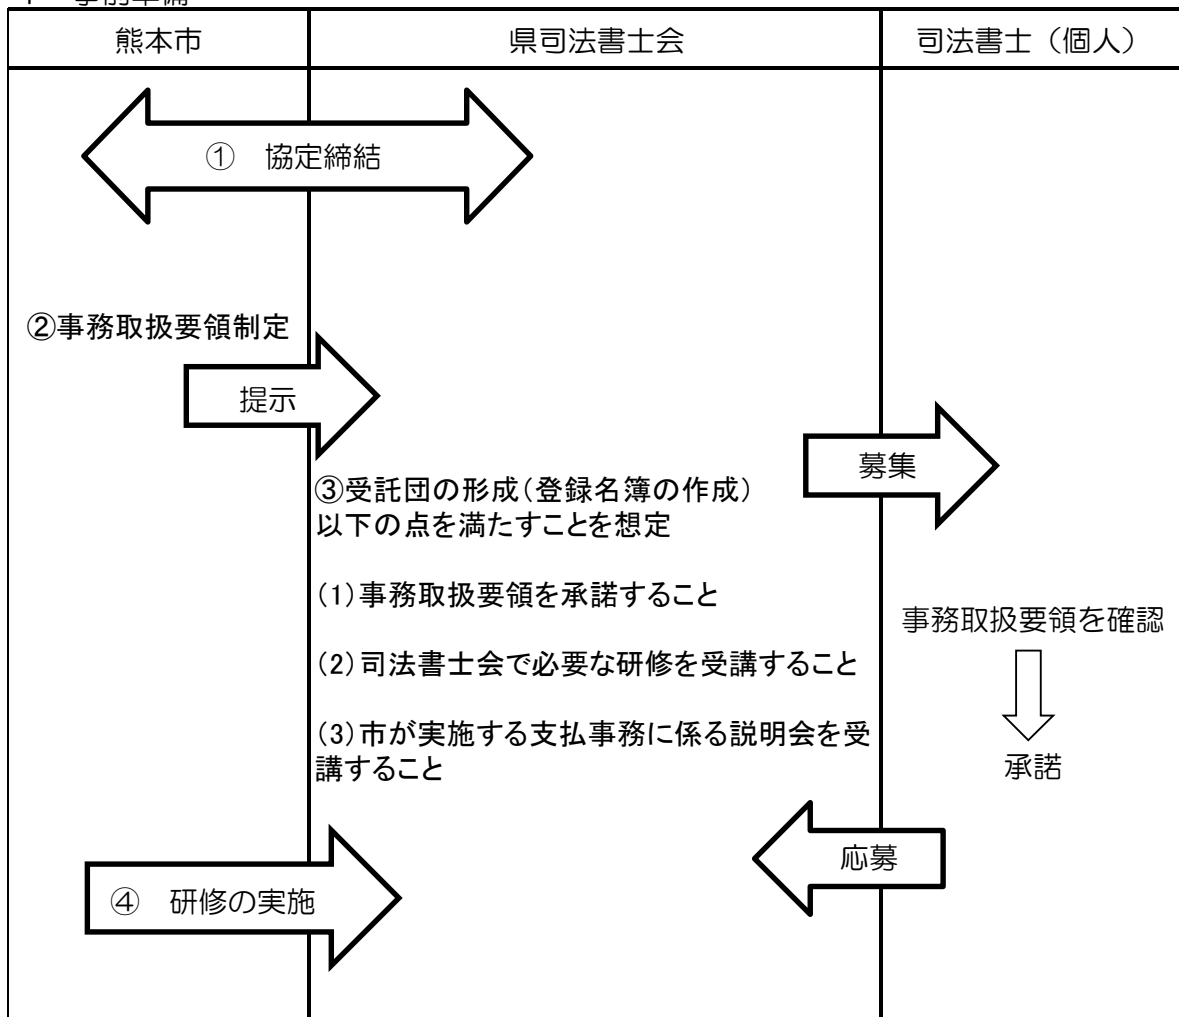 熊本市
県司法書士会
司法書士（個人）
①　協定締結
②事務取扱要領制定
提示
募集
③受託団の形成（登録名簿の作成）
以下の点を満たすことを想定
（1）事務取扱要領を承諾すること
（2）司法書士会で必要な研修を受講すること
（3）市が実施する支払事務に係る説明会を受
講すること
事務取扱要領を確認
承諾
応募
④　研修の実施